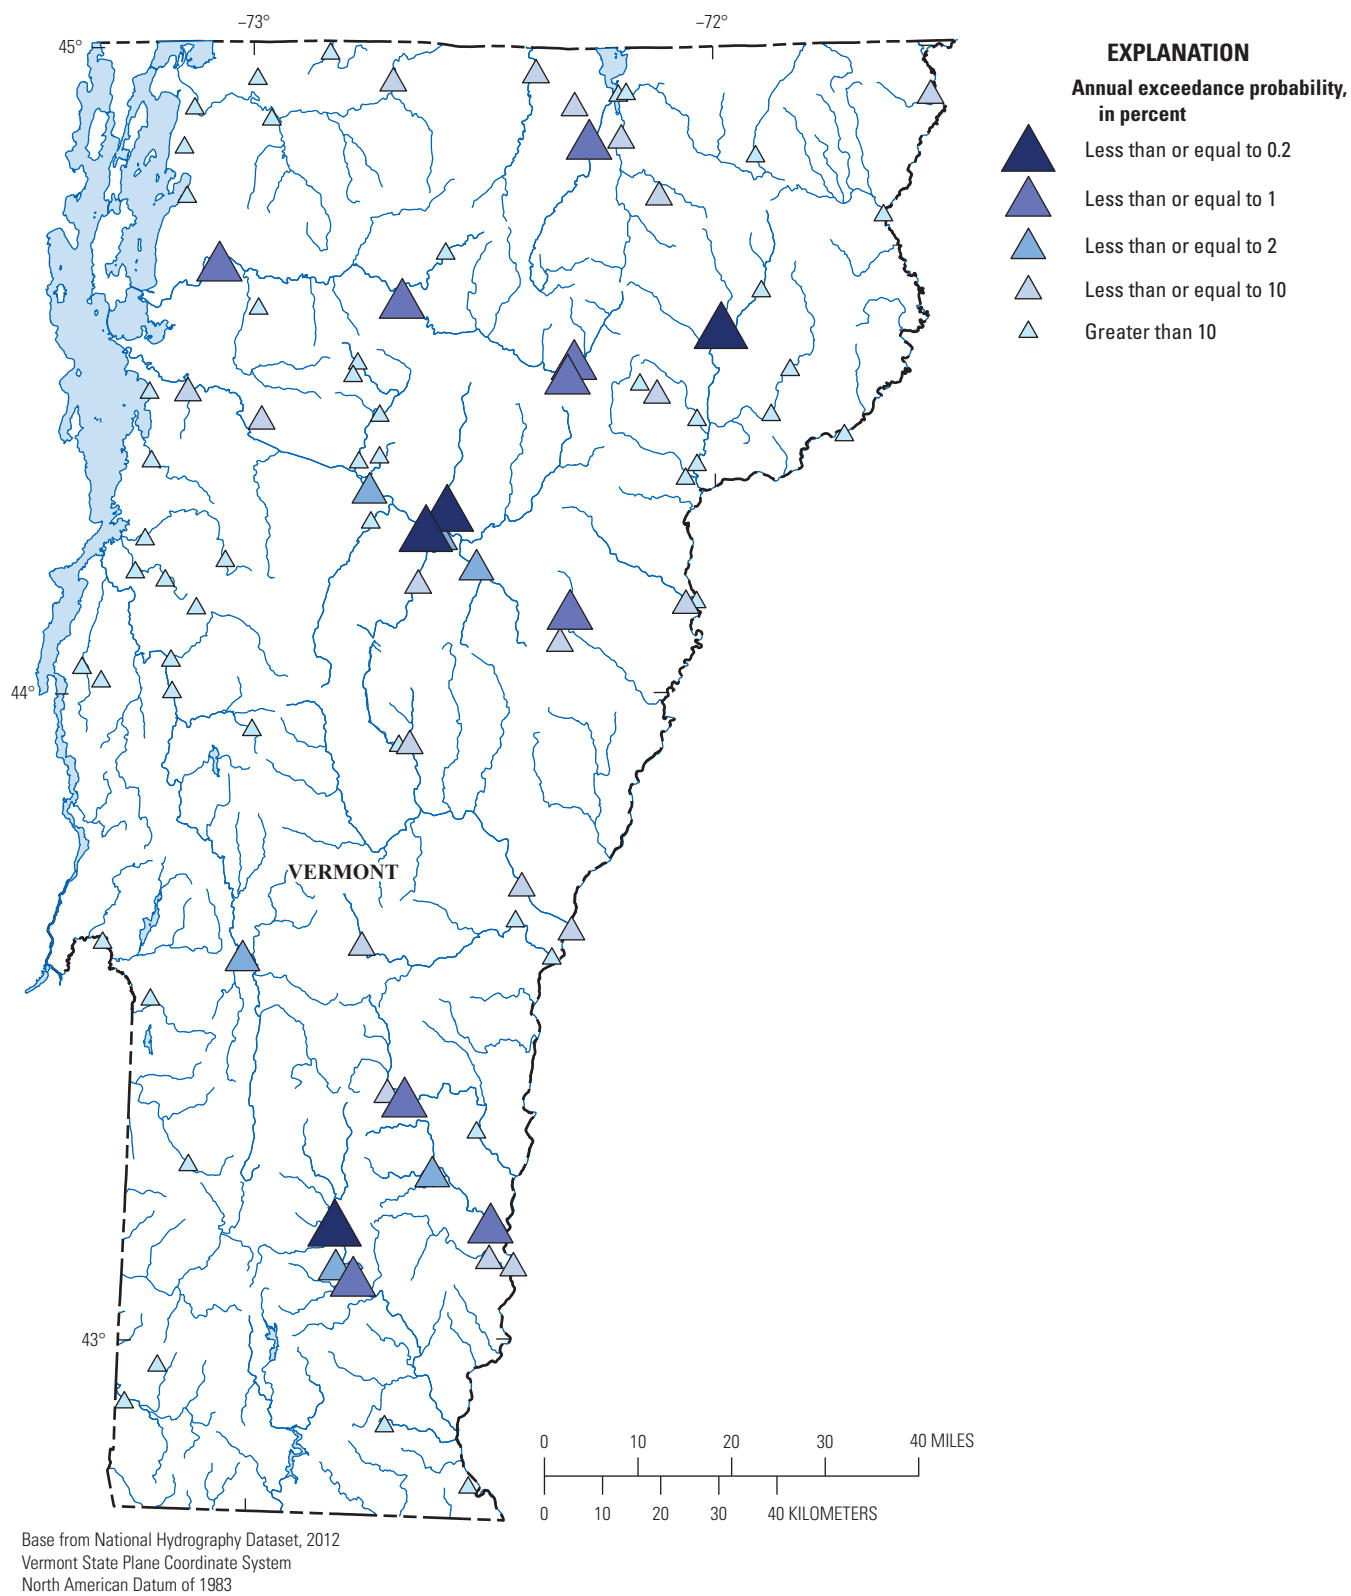 –73°
–72°
45°
EXPLANATION
Annual exceedance probability,
in percent
Less than or equal to 0.2
Less than or equal to 1
Less than or equal to 2
Less than or equal to 10
Greater than 10
44°
VERMONT
43°
0 10 20 30 40 MILES
0 10 20 30 40 KILOMETERS
Base from National Hydrography Dataset, 2012
Vermont State Plane Coordinate System
North American Datum of 1983